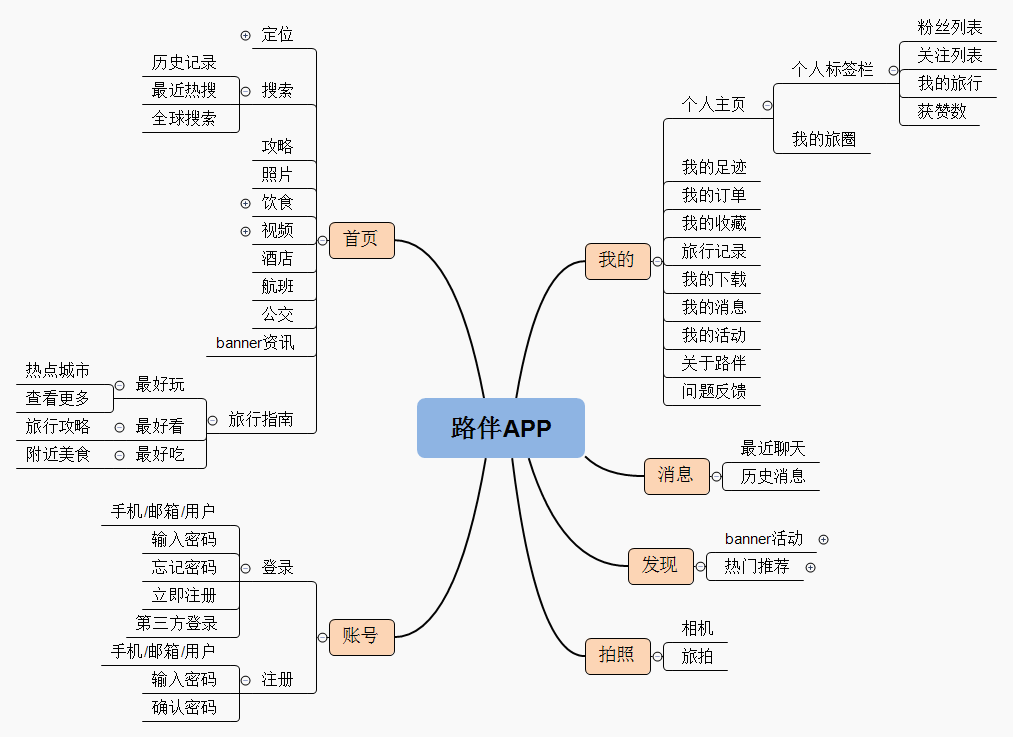 路伴APP
首页
定位
搜索
历史记录
最近热搜
全球搜索
攻略
照片
饮食
视频
酒店
航班
公交
banner资讯
旅行指南
最好玩
热点城市
查看更多
最好看
旅行攻略
最好吃
附近美食
账号
登录
手机/邮箱/用户
输入密码
忘记密码
立即注册
第三方登录
注册
手机/邮箱/用户
输入密码
确认密码
我的
个人主页
个人标签栏
粉丝列表
关注列表
我的旅行
获赞数
我的旅圈
我的足迹
我的订单
我的收藏
旅行记录
我的下载
我的消息
我的活动
关于路伴
问题反馈
消息
最近聊天
历史消息
发现
banner活动
热门推荐
拍照
相机
旅拍